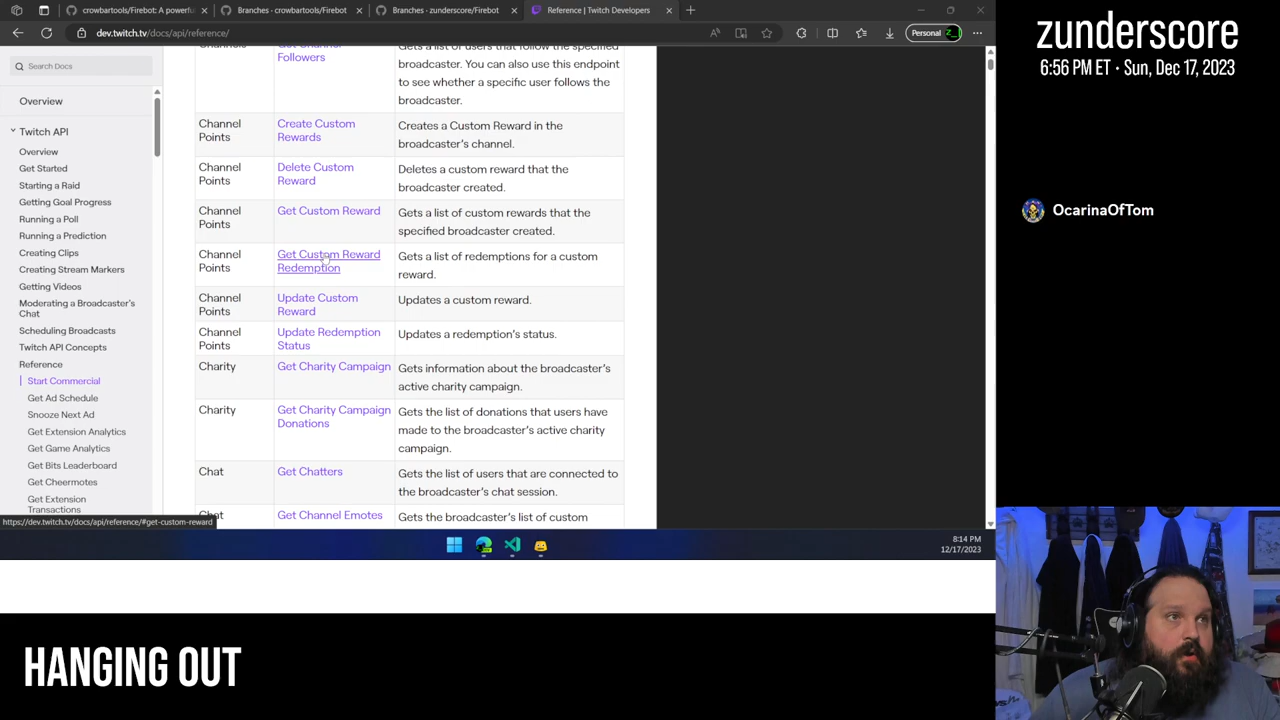 crowbartools/Firebot: A powerfu
Branches - crowbartools/Firebot
Branches - zunderscore/Firebot
Reference | Twitch Developers
dev.twitch.tv/docs/api/reference/
Personal
Search Docs
Overview
Twitch API
Overview
Get Started
Starting a Raid
Getting Goal Progress
Running a Poll
Running a Prediction
Creating Clips
Creating Stream Markers
Getting Videos
Moderating a Broadcaster's
Chat
Scheduling Broadcasts
Twitch API Concepts
Reference
Start Commercial
Get Ad Schedule
Snooze Next Ad
Get Extension Analytics
Get Game Analytics
Get Bits Leaderboard
Get Cheermotes
Get Extension
Transactions
https://dev.twitch.tv/docs/api/reference/#get-custom-reward
Channels
Get Channel
Followers
Gets a list of users that follow the specified
broadcaster. You can also use this endpoint
to see whether a specific user follows the
broadcaster.
Channel
Points
Create Custom
Rewards
Creates a Custom Reward in the
broadcaster's channel.
Channel
Points
Delete Custom
Reward
Deletes a custom reward that the
broadcaster created.
Channel
Points
Get Custom Reward
Gets a list of custom rewards that the
specified broadcaster created.
Channel
Points
Get Custom Reward
Redemption
Gets a list of redemptions for a custom
reward.
Channel
Points
Update Custom
Reward
Updates a custom reward.
Channel
Points
Update Redemption
Status
Updates a redemption's status.
Charity
Get Charity Campaign
Gets information about the broadcaster's
active charity campaign.
Charity
Get Charity Campaign
Donations
Gets the list of donations that users have
made to the broadcaster's active charity
campaign.
Chat
Get Chatters
Gets the list of users that are connected to
the broadcaster's chat session.
Chat
Get Channel Emotes
Gets the broadcaster's list of custom
8:14 PM
12/17/2023
zunderscore
6:56 PM ET • Sun, Dec 17, 2023
OcarinaOfTom
HANGING OUT